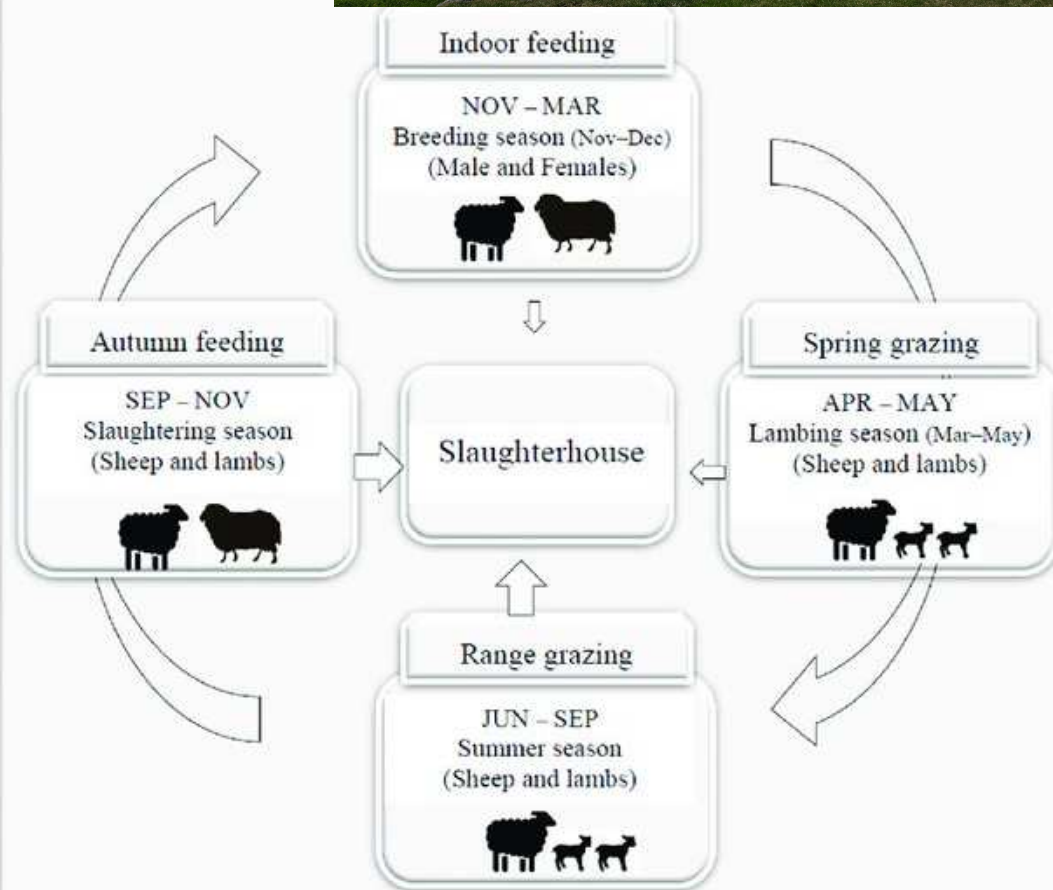 Indoor feeding
NOV – MAR
Breeding season (Nov–Dec)
(Male and Females)
Autumn feeding
SEP – NOV
Slaughtering season
(Sheep and lambs)
Slaughterhouse
Spring grazing
APR – MAY
Lambing season (Mar–May)
(Sheep and lambs)
Range grazing
JUN – SEP
Summer season
(Sheep and lambs)